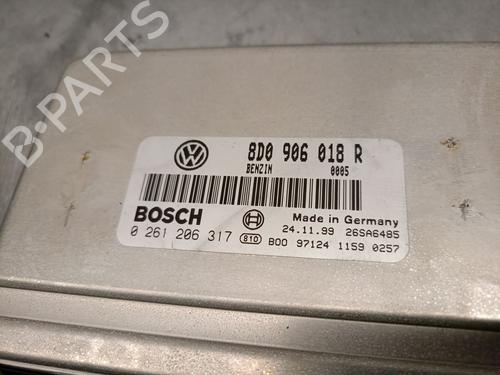 B-PARTS
8D0 906 018 R
BENZIN 0005
BOSCH
Made in Germany
0 261 206 317
24.11.99 26SA6485
810
B00 97124 1159 0257